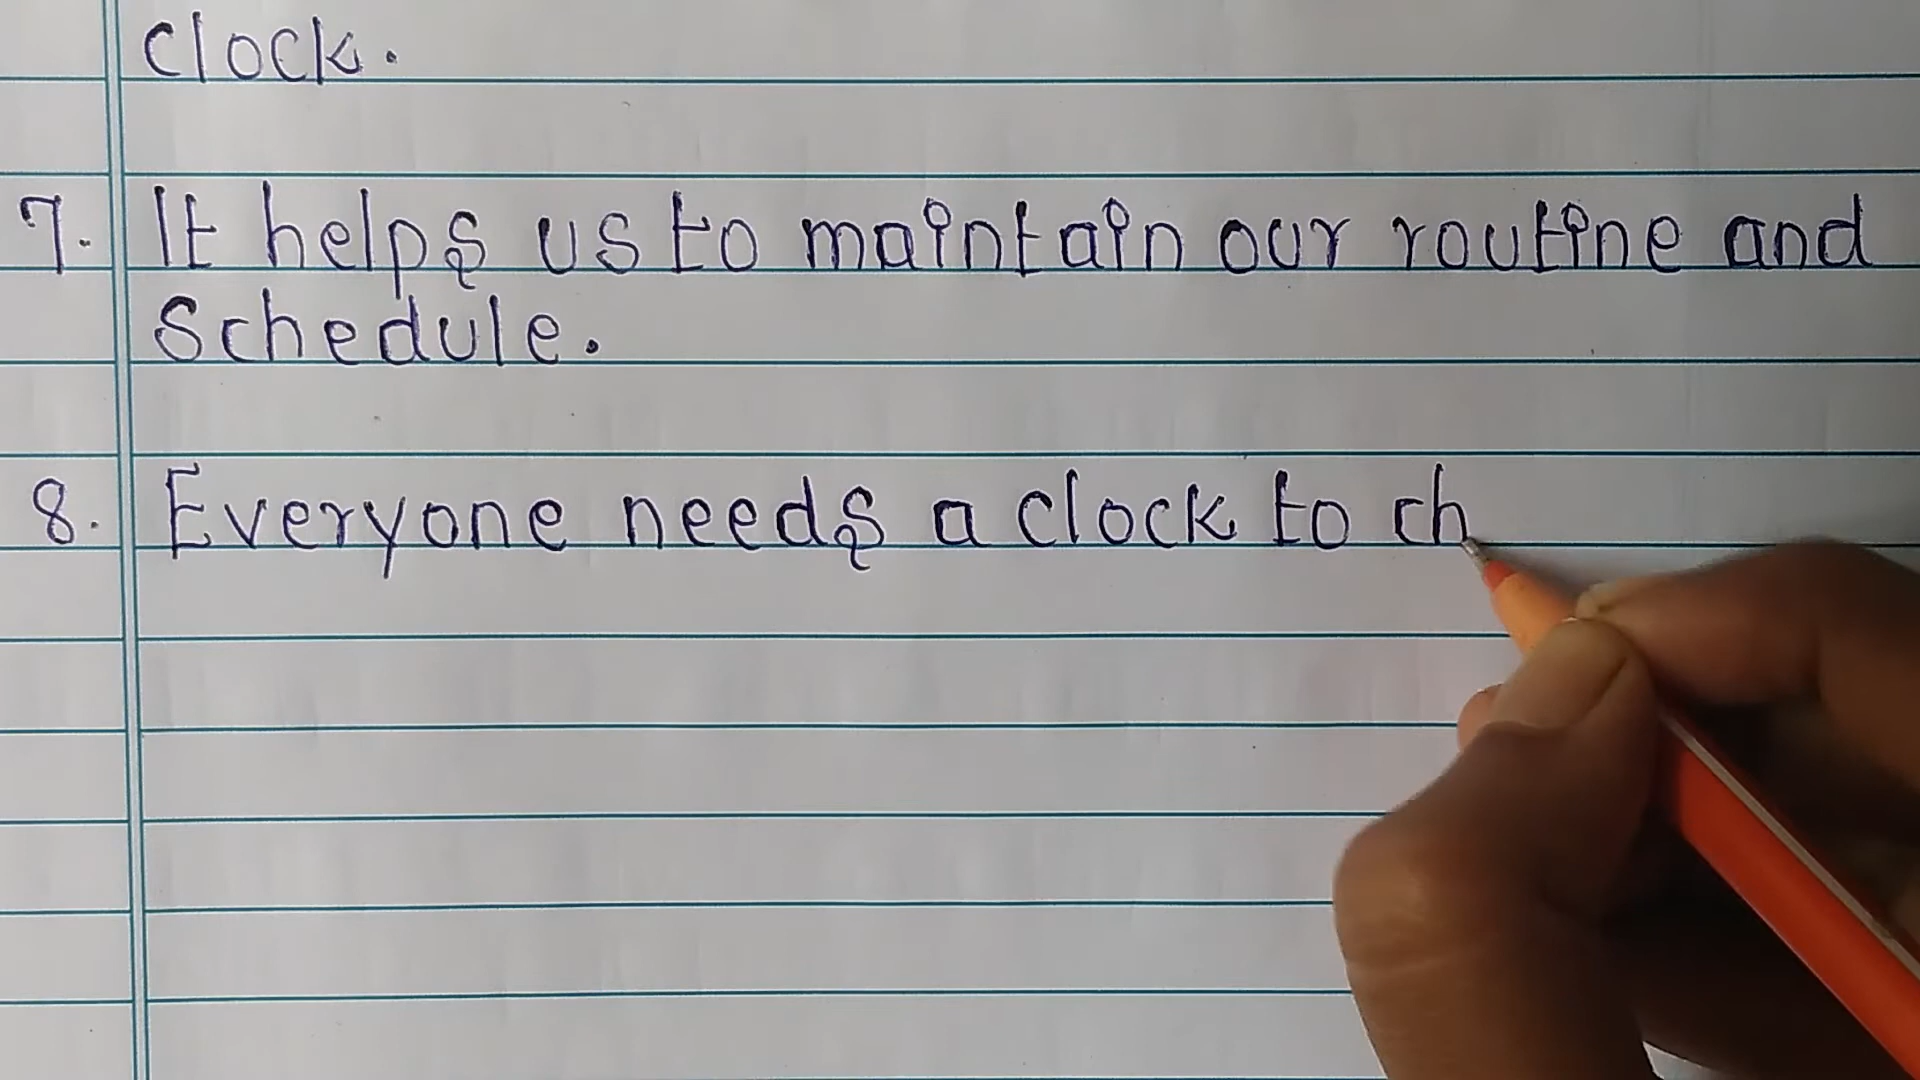 clock.
7. It helps us to maintain our routine and
schedule.
8. Everyone needs a clock to ch